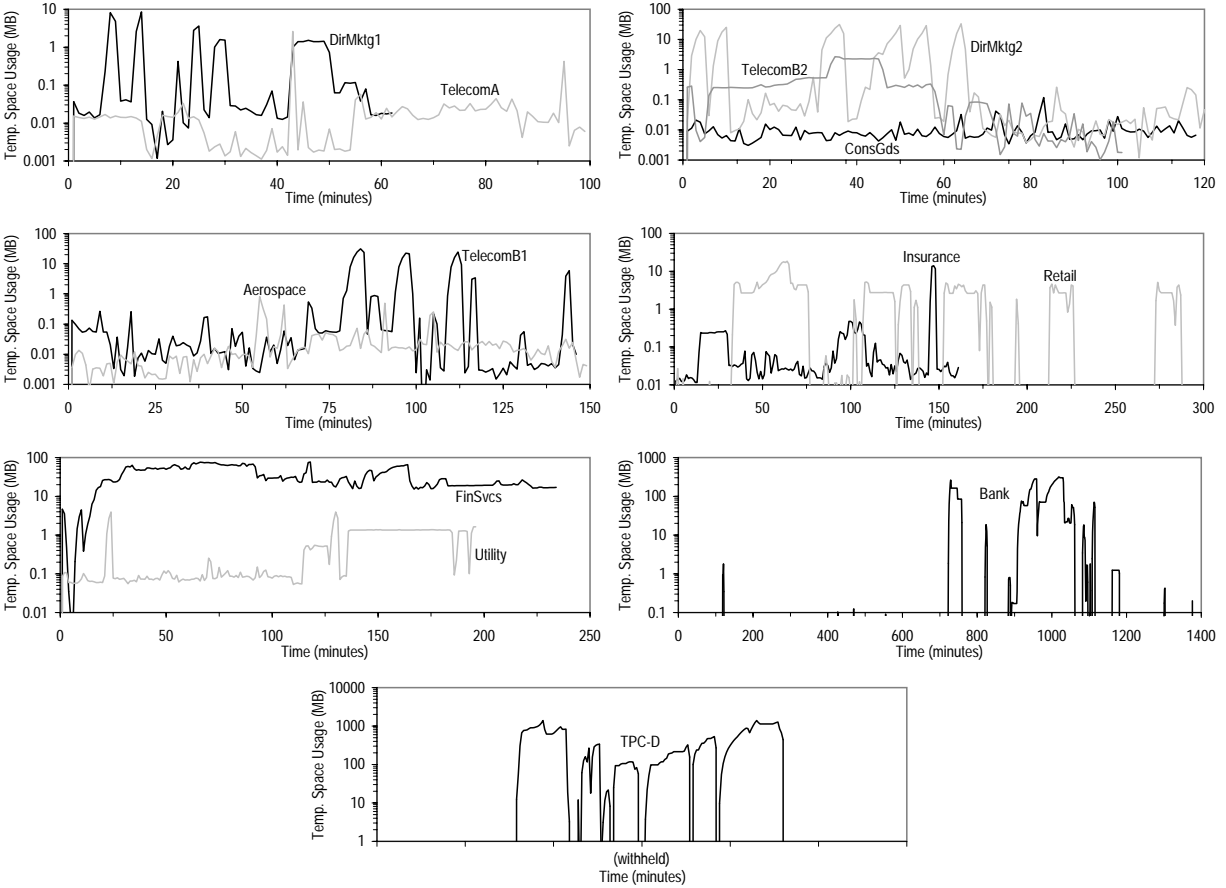 Temp. Space Usage (MB)
10
1
0.1
0.01
0.001
DirMktg1
TelecomA
0 20 40 60 80 100
Time (minutes)
Temp. Space Usage (MB)
100
10
1
0.1
0.01
0.001
DirMktg2
TelecomB2
ConsGds
0 20 40 60 80 100 120
Time (minutes)
Temp. Space Usage (MB)
100
10
1
0.1
0.01
0.001
TelecomB1
Aerospace
0 25 50 75 100 125 150
Time (minutes)
Temp. Space Usage (MB)
100
10
1
0.1
0.01
Insurance
Retail
0 50 100 150 200 250 300
Time (minutes)
Temp. Space Usage (MB)
100
10
1
0.1
0.01
FinSvcs
Utility
0 50 100 150 200 250
Time (minutes)
Temp. Space Usage (MB)
1000
100
10
1
0.1
Bank
0 200 400 600 800 1000 1200 1400
Time (minutes)
Temp. Space Usage (MB)
10000
1000
100
10
1
TPC-D
(withheld)
Time (minutes)